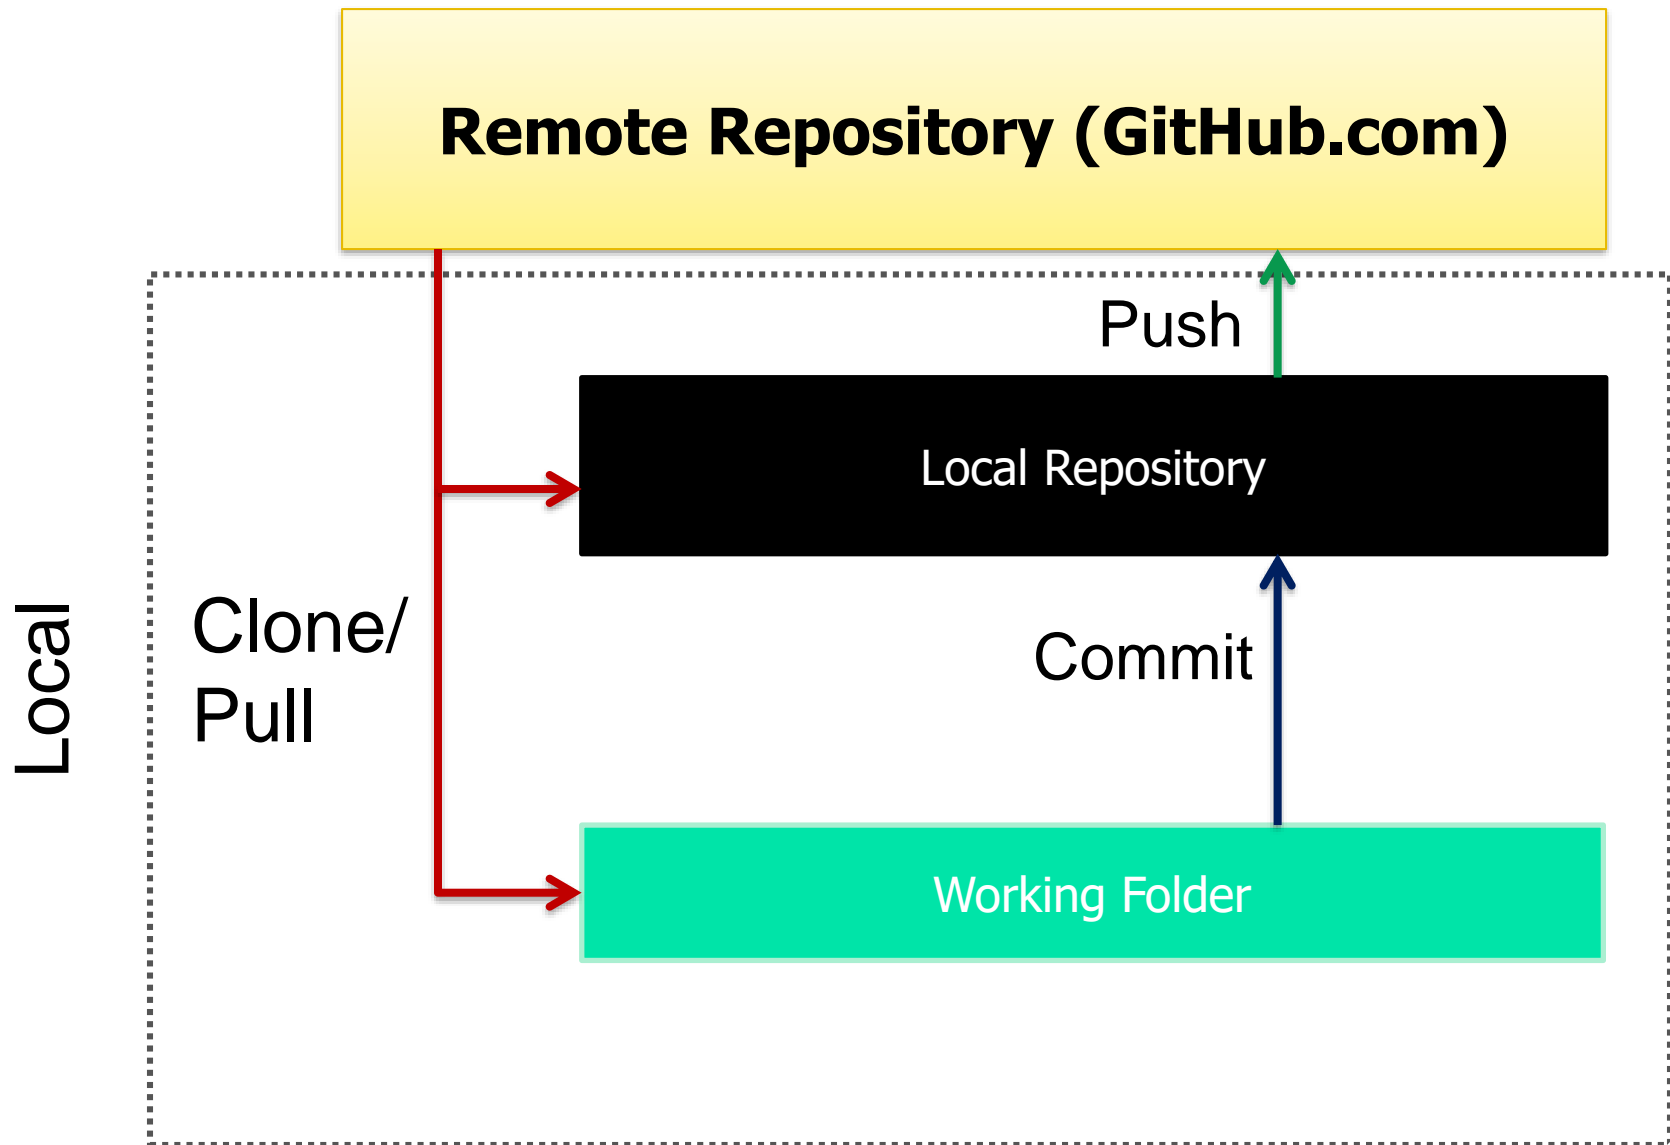 Remote Repository (GitHub.com)
Push
Local Repository
Clone/
Pull
Commit
Local
Working Folder